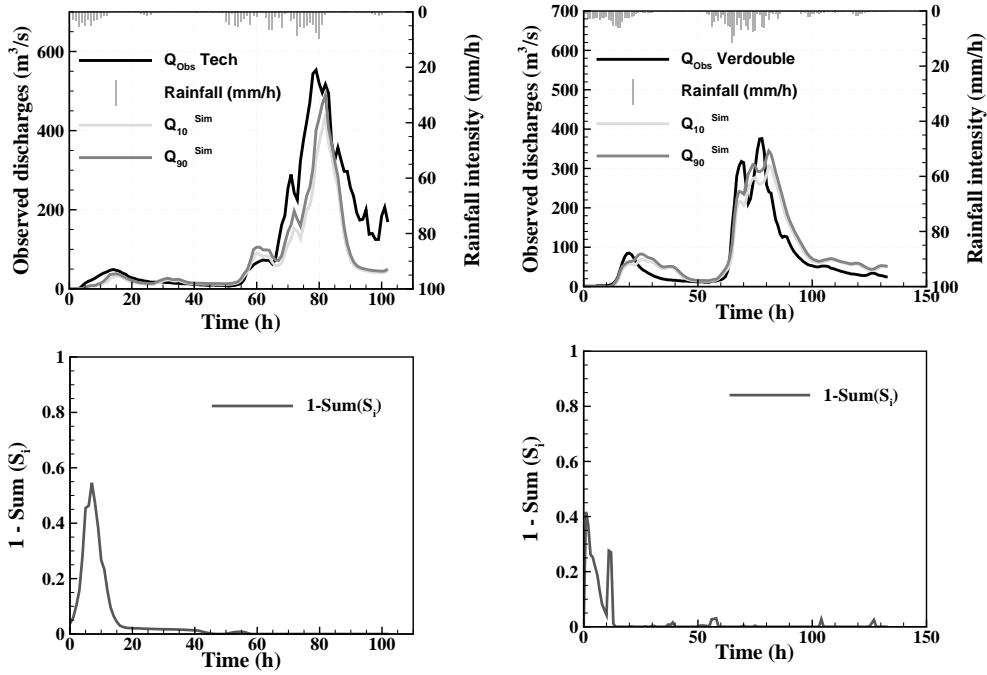 Observed discharges (m³/s)
0
200
400
600
0
20
40
60
80
100
Rainfall intensity (mm/h)
Q_Obs Tech
Rainfall (mm/h)
Q_10 ^Sim
Q_90 ^Sim
0 20 40 60 80 100
Time (h)
Observed discharges (m³/s)
700
600
500
400
300
200
100
0
0
20
40
60
80
100
Rainfall intensity (mm/h)
Q_Obs Verdouble
Rainfall (mm/h)
Q_10 ^Sim
Q_90 ^Sim
0 50 100 150
Time (h)
1 - Sum (S_i)
1
0.8
0.6
0.4
0.2
0
1-Sum(S_i)
0 20 40 60 80 100
Time (h)
1 - Sum (S_i)
1
0.8
0.6
0.4
0.2
0
1-Sum(S_i)
0 50 100 150
Time (h)